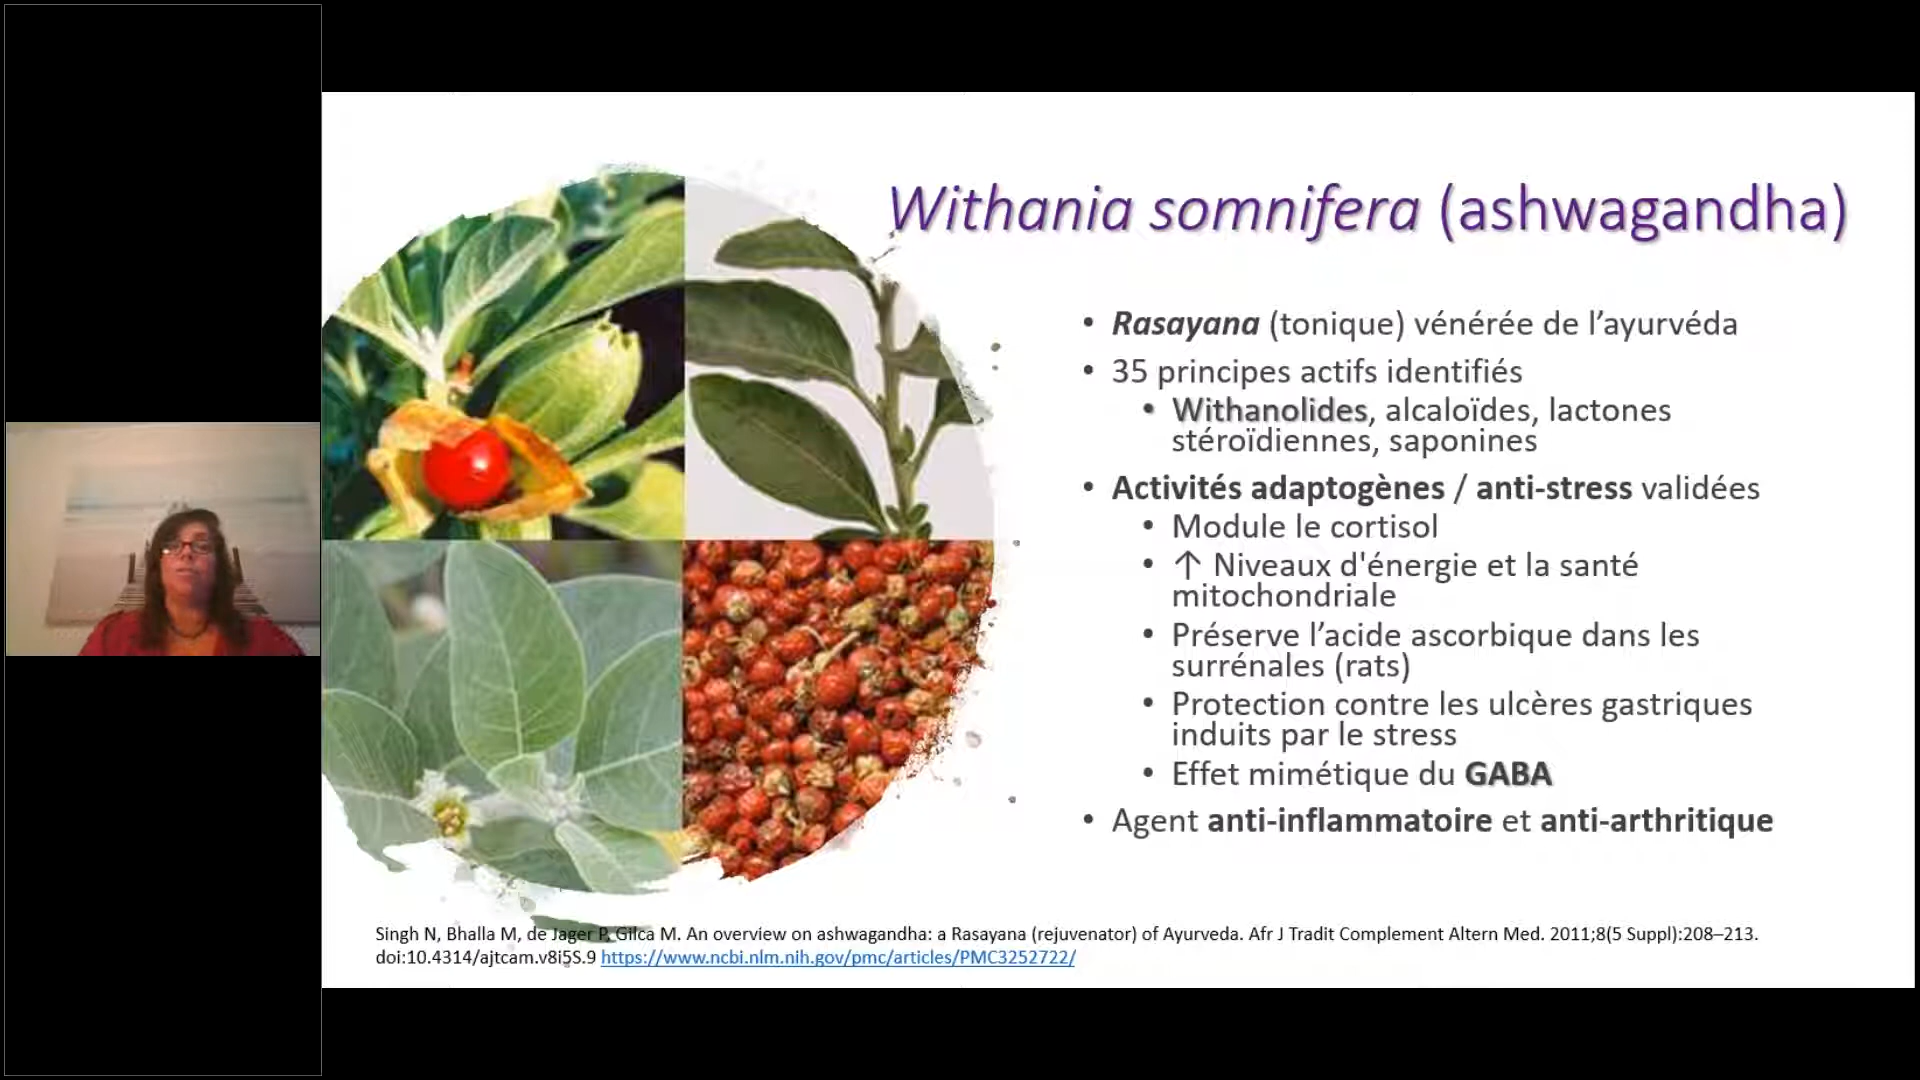 Withania somnifera (ashwagandha)
• Rasayana (tonique) vénérée de l’ayurvéda
• 35 principes actifs identifiés
• Withanolides, alcaloïdes, lactones
stéroïdiennes, saponines
• Activités adaptogènes / anti-stress validées
• Module le cortisol
• ↑ Niveaux d'énergie et la santé
mitochondriale
• Préserve l’acide ascorbique dans les
surrénales (rats)
• Protection contre les ulcères gastriques
induits par le stress
• Effet mimétique du GABA
• Agent anti-inflammatoire et anti-arthritique
Singh N, Bhalla M, de Jager P, Gilca M. An overview on ashwagandha: a Rasayana (rejuvenator) of Ayurveda. Afr J Tradit Complement Altern Med. 2011;8(5 Suppl):208–213.
doi:10.4314/ajtcam.v8i5S.9 https://www.ncbi.nlm.nih.gov/pmc/articles/PMC3252722/